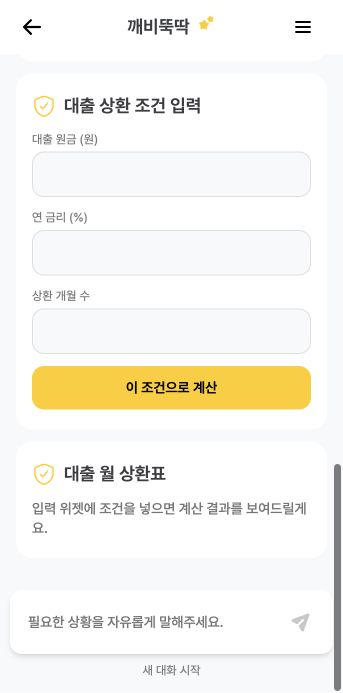 깨비뚝딱
대출 상환 조건 입력
대출 원금 (원)
연 금리 (%)
상환 개월 수
이 조건으로 계산
대출 월 상환표
입력 위젯에 조건을 넣으면 계산 결과를 보여드릴게
요.
필요한 상황을 자유롭게 말해주세요.
새 대화 시작